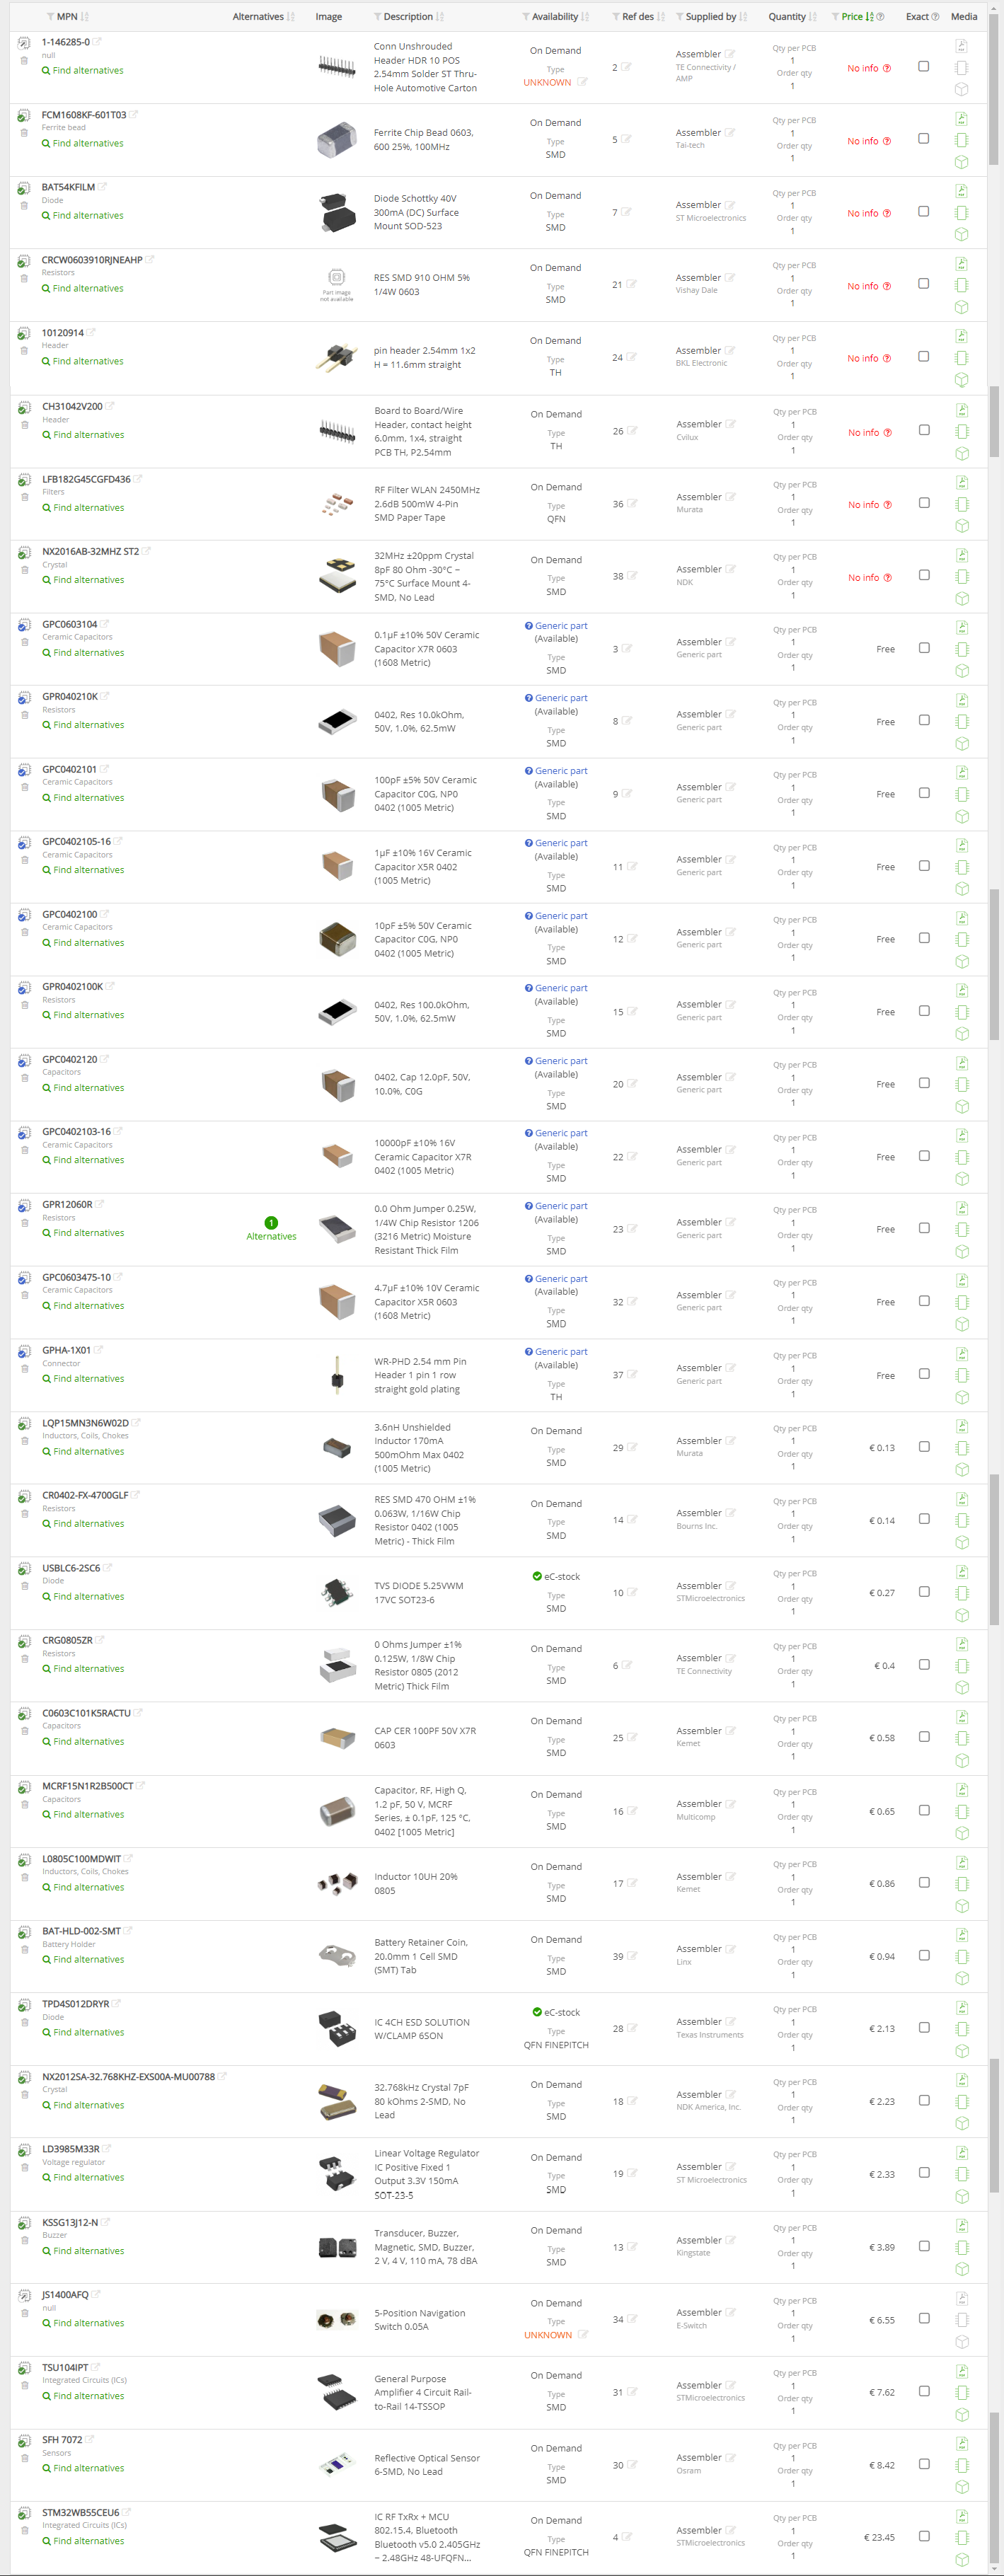 MPN Alternatives Image Description Availability Ref des Supplied by Quantity Price Exact Media
1-146285-0
null
Find alternatives
Conn Unshrouded
Header HDR 10 POS
2.54mm Solder ST Thru-
Hole Automotive Carton
On Demand
Type
UNKNOWN
2
Assembler
TE Connectivity /
AMP
Qty per PCB
1
Order qty
1
No info
FCM1608KF-601T03
Ferrite bead
Find alternatives
Ferrite Chip Bead 0603,
600 25%, 100MHz
On Demand
Type
SMD
5
Assembler
Tai-tech
Qty per PCB
1
Order qty
1
No info
BAT54KFILM
Diode
Find alternatives
Diode Schottky 40V
300mA (DC) Surface
Mount SOD-523
On Demand
Type
SMD
7
Assembler
ST Microelectronics
Qty per PCB
1
Order qty
1
No info
CRCW0603910RJNEAHP
Resistors
Find alternatives
Part image
not available
RES SMD 910 OHM 5%
1/4W 0603
On Demand
Type
SMD
21
Assembler
Vishay Dale
Qty per PCB
1
Order qty
1
No info
10120914
Header
Find alternatives
pin header 2.54mm 1x2
H = 11.6mm straight
On Demand
Type
TH
24
Assembler
BKL Electronic
Qty per PCB
1
Order qty
1
No info
CH31042V200
Header
Find alternatives
Board to Board/Wire
Header, contact height
6.0mm, 1x4, straight
PCB TH, P2.54mm
On Demand
Type
TH
26
Assembler
Cvilux
Qty per PCB
1
Order qty
1
No info
LFB182G45CGFD436
Filters
Find alternatives
RF Filter WLAN 2450MHz
2.6dB 500mW 4-Pin
SMD Paper Tape
On Demand
Type
QFN
36
Assembler
Murata
Qty per PCB
1
Order qty
1
No info
NX2016AB-32MHZ ST2
Crystal
Find alternatives
32MHz ±20ppm Crystal
8pF 80 Ohm -30°C ~
75°C Surface Mount 4-
SMD, No Lead
On Demand
Type
SMD
38
Assembler
NDK
Qty per PCB
1
Order qty
1
No info
GPC0603104
Ceramic Capacitors
Find alternatives
0.1µF ±10% 50V Ceramic
Capacitor X7R 0603
(1608 Metric)
Generic part
(Available)
Type
SMD
3
Assembler
Generic part
Qty per PCB
1
Order qty
1
Free
GPR040210K
Resistors
Find alternatives
0402, Res 10.0kOhm,
50V, 1.0%, 62.5mW
Generic part
(Available)
Type
SMD
8
Assembler
Generic part
Qty per PCB
1
Order qty
1
Free
GPC0402101
Ceramic Capacitors
Find alternatives
100pF ±5% 50V Ceramic
Capacitor C0G, NP0
0402 (1005 Metric)
Generic part
(Available)
Type
SMD
9
Assembler
Generic part
Qty per PCB
1
Order qty
1
Free
GPC0402105-16
Ceramic Capacitors
Find alternatives
1µF ±10% 16V Ceramic
Capacitor X5R 0402
(1005 Metric)
Generic part
(Available)
Type
SMD
11
Assembler
Generic part
Qty per PCB
1
Order qty
1
Free
GPC0402100
Ceramic Capacitors
Find alternatives
10pF ±5% 50V Ceramic
Capacitor C0G, NP0
0402 (1005 Metric)
Generic part
(Available)
Type
SMD
12
Assembler
Generic part
Qty per PCB
1
Order qty
1
Free
GPR0402100K
Resistors
Find alternatives
0402, Res 100.0kOhm,
50V, 1.0%, 62.5mW
Generic part
(Available)
Type
SMD
15
Assembler
Generic part
Qty per PCB
1
Order qty
1
Free
GPC0402120
Capacitors
Find alternatives
0402, Cap 12.0pF, 50V,
10.0%, C0G
Generic part
(Available)
Type
SMD
20
Assembler
Generic part
Qty per PCB
1
Order qty
1
Free
GPC0402103-16
Ceramic Capacitors
Find alternatives
10000pF ±10% 16V
Ceramic Capacitor X7R
0402 (1005 Metric)
Generic part
(Available)
Type
SMD
22
Assembler
Generic part
Qty per PCB
1
Order qty
1
Free
GPR12060R
Resistors
Find alternatives
1
Alternatives
0.0 Ohm Jumper 0.25W,
1/4W Chip Resistor 1206
(3216 Metric) Moisture
Resistant Thick Film
Generic part
(Available)
Type
SMD
23
Assembler
Generic part
Qty per PCB
1
Order qty
1
Free
GPC0603475-10
Ceramic Capacitors
Find alternatives
4.7µF ±10% 10V Ceramic
Capacitor X5R 0603
(1608 Metric)
Generic part
(Available)
Type
SMD
32
Assembler
Generic part
Qty per PCB
1
Order qty
1
Free
GPHA-1X01
Connector
Find alternatives
WR-PHD 2.54 mm Pin
Header 1 pin 1 row
straight gold plating
Generic part
(Available)
Type
TH
37
Assembler
Generic part
Qty per PCB
1
Order qty
1
Free
LQP15MN3N6W02D
Inductors, Coils, Chokes
Find alternatives
3.6nH Unshielded
Inductor 170mA
500mOhm Max 0402
(1005 Metric)
On Demand
Type
SMD
29
Assembler
Murata
Qty per PCB
1
Order qty
1
€ 0.13
CR0402-FX-4700GLF
Resistors
Find alternatives
RES SMD 470 OHM ±1%
0.063W, 1/16W Chip
Resistor 0402 (1005
Metric) - Thick Film
On Demand
Type
SMD
14
Assembler
Bourns Inc.
Qty per PCB
1
Order qty
1
€ 0.14
USBLC6-2SC6
Diode
Find alternatives
TVS DIODE 5.25VWM
17VC SOT23-6
eC-stock
Type
SMD
10
Assembler
STMicroelectronics
Qty per PCB
1
Order qty
1
€ 0.27
CRG0805ZR
Resistors
Find alternatives
0 Ohms Jumper ±1%
0.125W, 1/8W Chip
Resistor 0805 (2012
Metric) Thick Film
On Demand
Type
SMD
6
Assembler
TE Connectivity
Qty per PCB
1
Order qty
1
€ 0.4
C0603C101K5RACTU
Capacitors
Find alternatives
CAP CER 100PF 50V X7R
0603
On Demand
Type
SMD
25
Assembler
Kemet
Qty per PCB
1
Order qty
1
€ 0.58
MCRF15N1R2B500CT
Capacitors
Find alternatives
Capacitor, RF, High Q,
1.2 pF, 50 V, MCRF
Series, ± 0.1pF, 125 °C,
0402 [1005 Metric]
On Demand
Type
SMD
16
Assembler
Multicomp
Qty per PCB
1
Order qty
1
€ 0.65
L0805C100MDWIT
Inductors, Coils, Chokes
Find alternatives
Inductor 10UH 20%
0805
On Demand
Type
SMD
17
Assembler
Kemet
Qty per PCB
1
Order qty
1
€ 0.86
BAT-HLD-002-SMT
Battery Holder
Find alternatives
Battery Retainer Coin,
20.0mm 1 Cell SMD
(SMT) Tab
On Demand
Type
SMD
39
Assembler
Linx
Qty per PCB
1
Order qty
1
€ 0.94
TPD4S012DRYR
Diode
Find alternatives
IC 4CH ESD SOLUTION
W/CLAMP 6SON
eC-stock
Type
QFN FINEPITCH
28
Assembler
Texas Instruments
Qty per PCB
1
Order qty
1
€ 2.13
NX2012SA-32.768KHZ-EXS00A-MU00788
Crystal
Find alternatives
32.768kHz Crystal 7pF
80 kOhms 2-SMD, No
Lead
On Demand
Type
SMD
18
Assembler
NDK America, Inc.
Qty per PCB
1
Order qty
1
€ 2.23
LD3985M33R
Voltage regulator
Find alternatives
Linear Voltage Regulator
IC Positive Fixed 1
Output 3.3V 150mA
SOT-23-5
On Demand
Type
SMD
19
Assembler
ST Microelectronics
Qty per PCB
1
Order qty
1
€ 2.33
KSSG13J12-N
Buzzer
Find alternatives
Transducer, Buzzer,
Magnetic, SMD, Buzzer,
2 V, 4 V, 110 mA, 78 dBA
On Demand
Type
SMD
13
Assembler
Kingstate
Qty per PCB
1
Order qty
1
€ 3.89
JS1400AFQ
null
Find alternatives
5-Position Navigation
Switch 0.05A
On Demand
Type
UNKNOWN
34
Assembler
E-Switch
Qty per PCB
1
Order qty
1
€ 6.55
TSU104IPT
Integrated Circuits (ICs)
Find alternatives
General Purpose
Amplifier 4 Circuit Rail-
to-Rail 14-TSSOP
On Demand
Type
SMD
31
Assembler
STMicroelectronics
Qty per PCB
1
Order qty
1
€ 7.62
SFH 7072
Sensors
Find alternatives
Reflective Optical Sensor
6-SMD, No Lead
On Demand
Type
SMD
30
Assembler
Osram
Qty per PCB
1
Order qty
1
€ 8.42
STM32WB55CEU6
Integrated Circuits (ICs)
Find alternatives
IC RF TxRx + MCU
802.15.4, Bluetooth
Bluetooth v5.0 2.405GHz
~ 2.48GHz 48-UFQFN...
On Demand
Type
QFN FINEPITCH
4
Assembler
STMicroelectronics
Qty per PCB
1
Order qty
1
€ 23.45